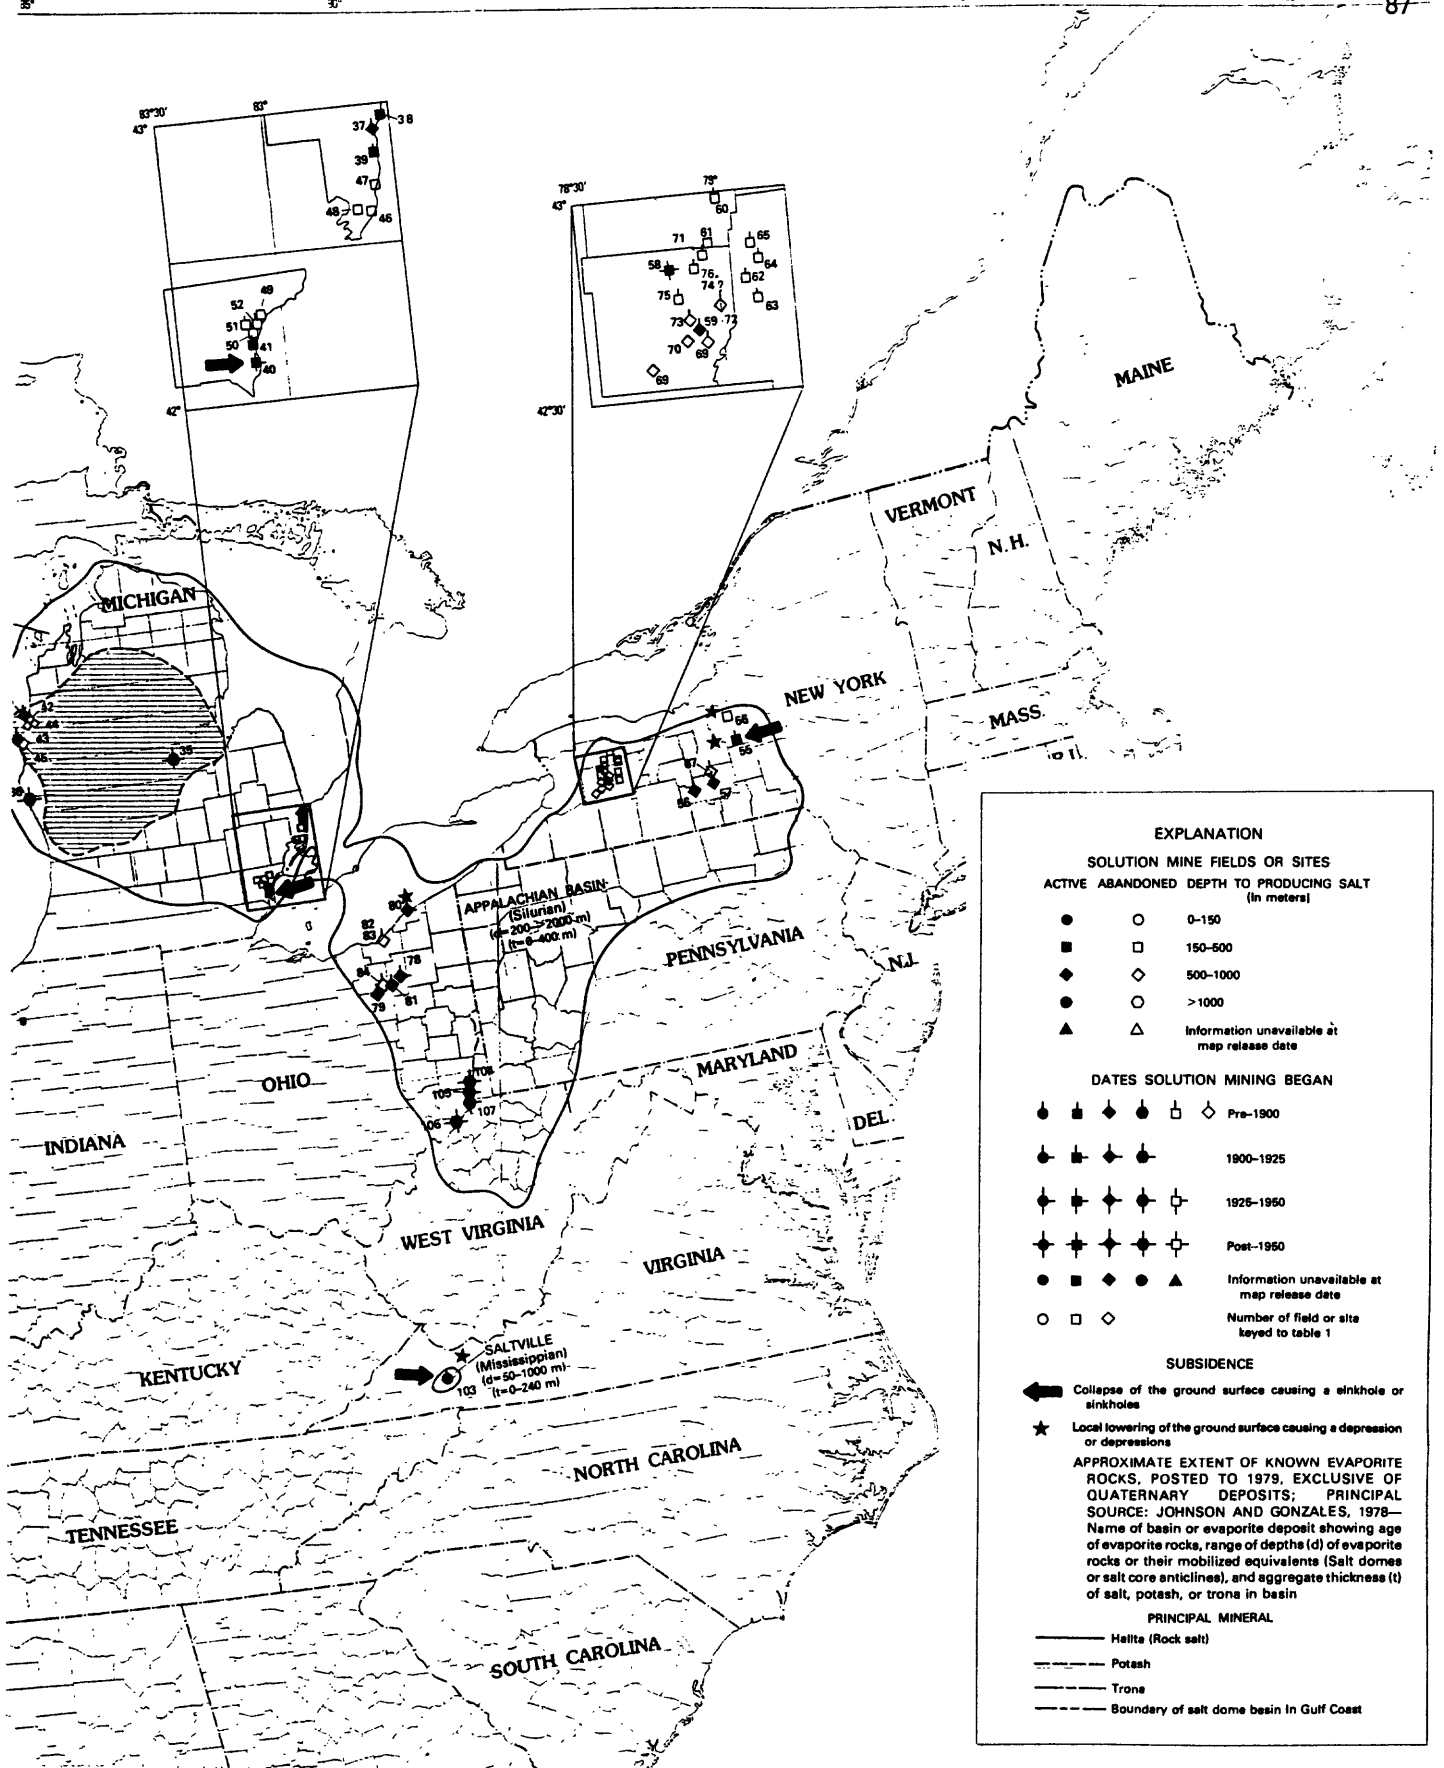 87
83°30'
83°
43°
38
37
39
47
48
46
49
52
51
50
41
40
42°
78°30'
79°
43°
60
61
65
71
64
58
76
62
74?
75
63
73
59
72
70
69
69
42°30'
MAINE
VERMONT
N.H.
MICHIGAN
NEW YORK
MASS.
R.I.
42
44
43
45
35
66
55
67
56
57
80
82
83
APPALACHIAN BASIN
(Silurian)
(d=200->2000 m)
(t=0-400 m)
PENNSYLVANIA
N.J.
84
78
79
81
OHIO
MARYLAND
105
107
DEL.
INDIANA
WEST VIRGINIA
VIRGINIA
KENTUCKY
SALTVILLE
(Mississippian)
(d=50-1000 m)
(t=0-240 m)
103
NORTH CAROLINA
TENNESSEE
SOUTH CAROLINA
EXPLANATION
SOLUTION MINE FIELDS OR SITES
ACTIVE ABANDONED DEPTH TO PRODUCING SALT
(In meters)
0-150
150-500
500-1000
>1000
Information unavailable at
map release date
DATES SOLUTION MINING BEGAN
Pre-1900
1900-1925
1925-1950
Post-1950
Information unavailable at
map release date
Number of field or site
keyed to table 1
SUBSIDENCE
Collapse of the ground surface causing a sinkhole or
sinkholes
Local lowering of the ground surface causing a depression
or depressions
APPROXIMATE EXTENT OF KNOWN EVAPORITE
ROCKS, POSTED TO 1979, EXCLUSIVE OF
QUATERNARY DEPOSITS; PRINCIPAL
SOURCE: JOHNSON AND GONZALES, 1978—
Name of basin or evaporite deposit showing age
of evaporite rocks, range of depths (d) of evaporite
rocks or their mobilized equivalents (Salt domes
or salt core anticlines), and aggregate thickness (t)
of salt, potash, or trona in basin
PRINCIPAL MINERAL
Halite (Rock salt)
Potash
Trona
Boundary of salt dome basin in Gulf Coast